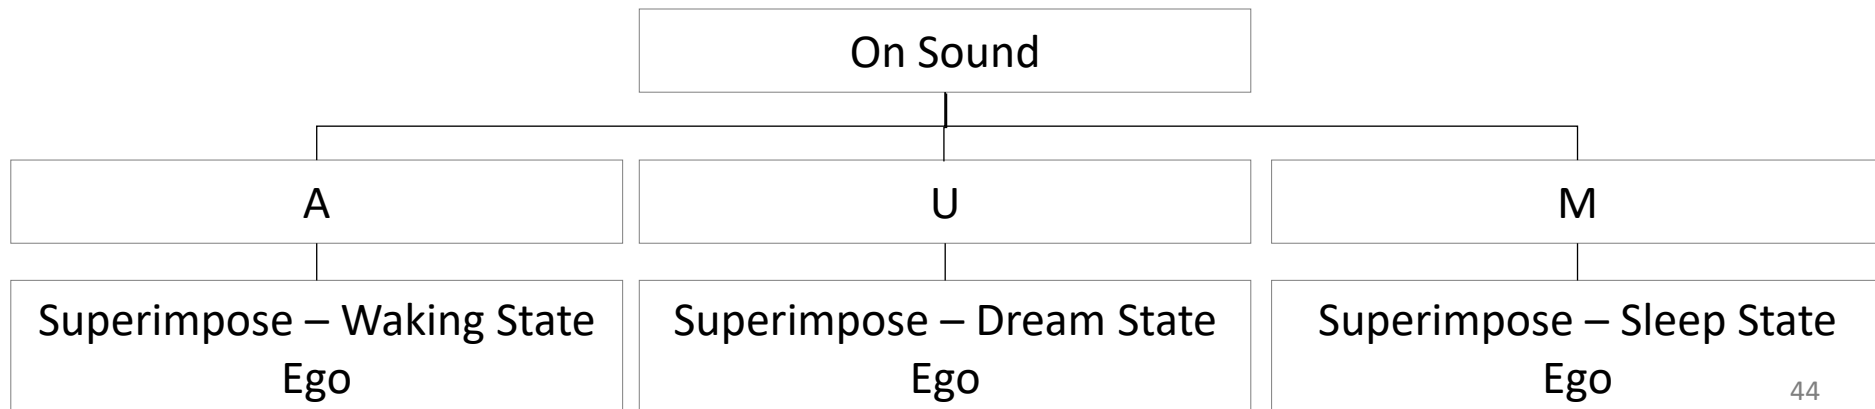 On Sound
A
U
M
Superimpose – Waking State
Ego
Superimpose – Dream State
Ego
Superimpose – Sleep State
Ego
44